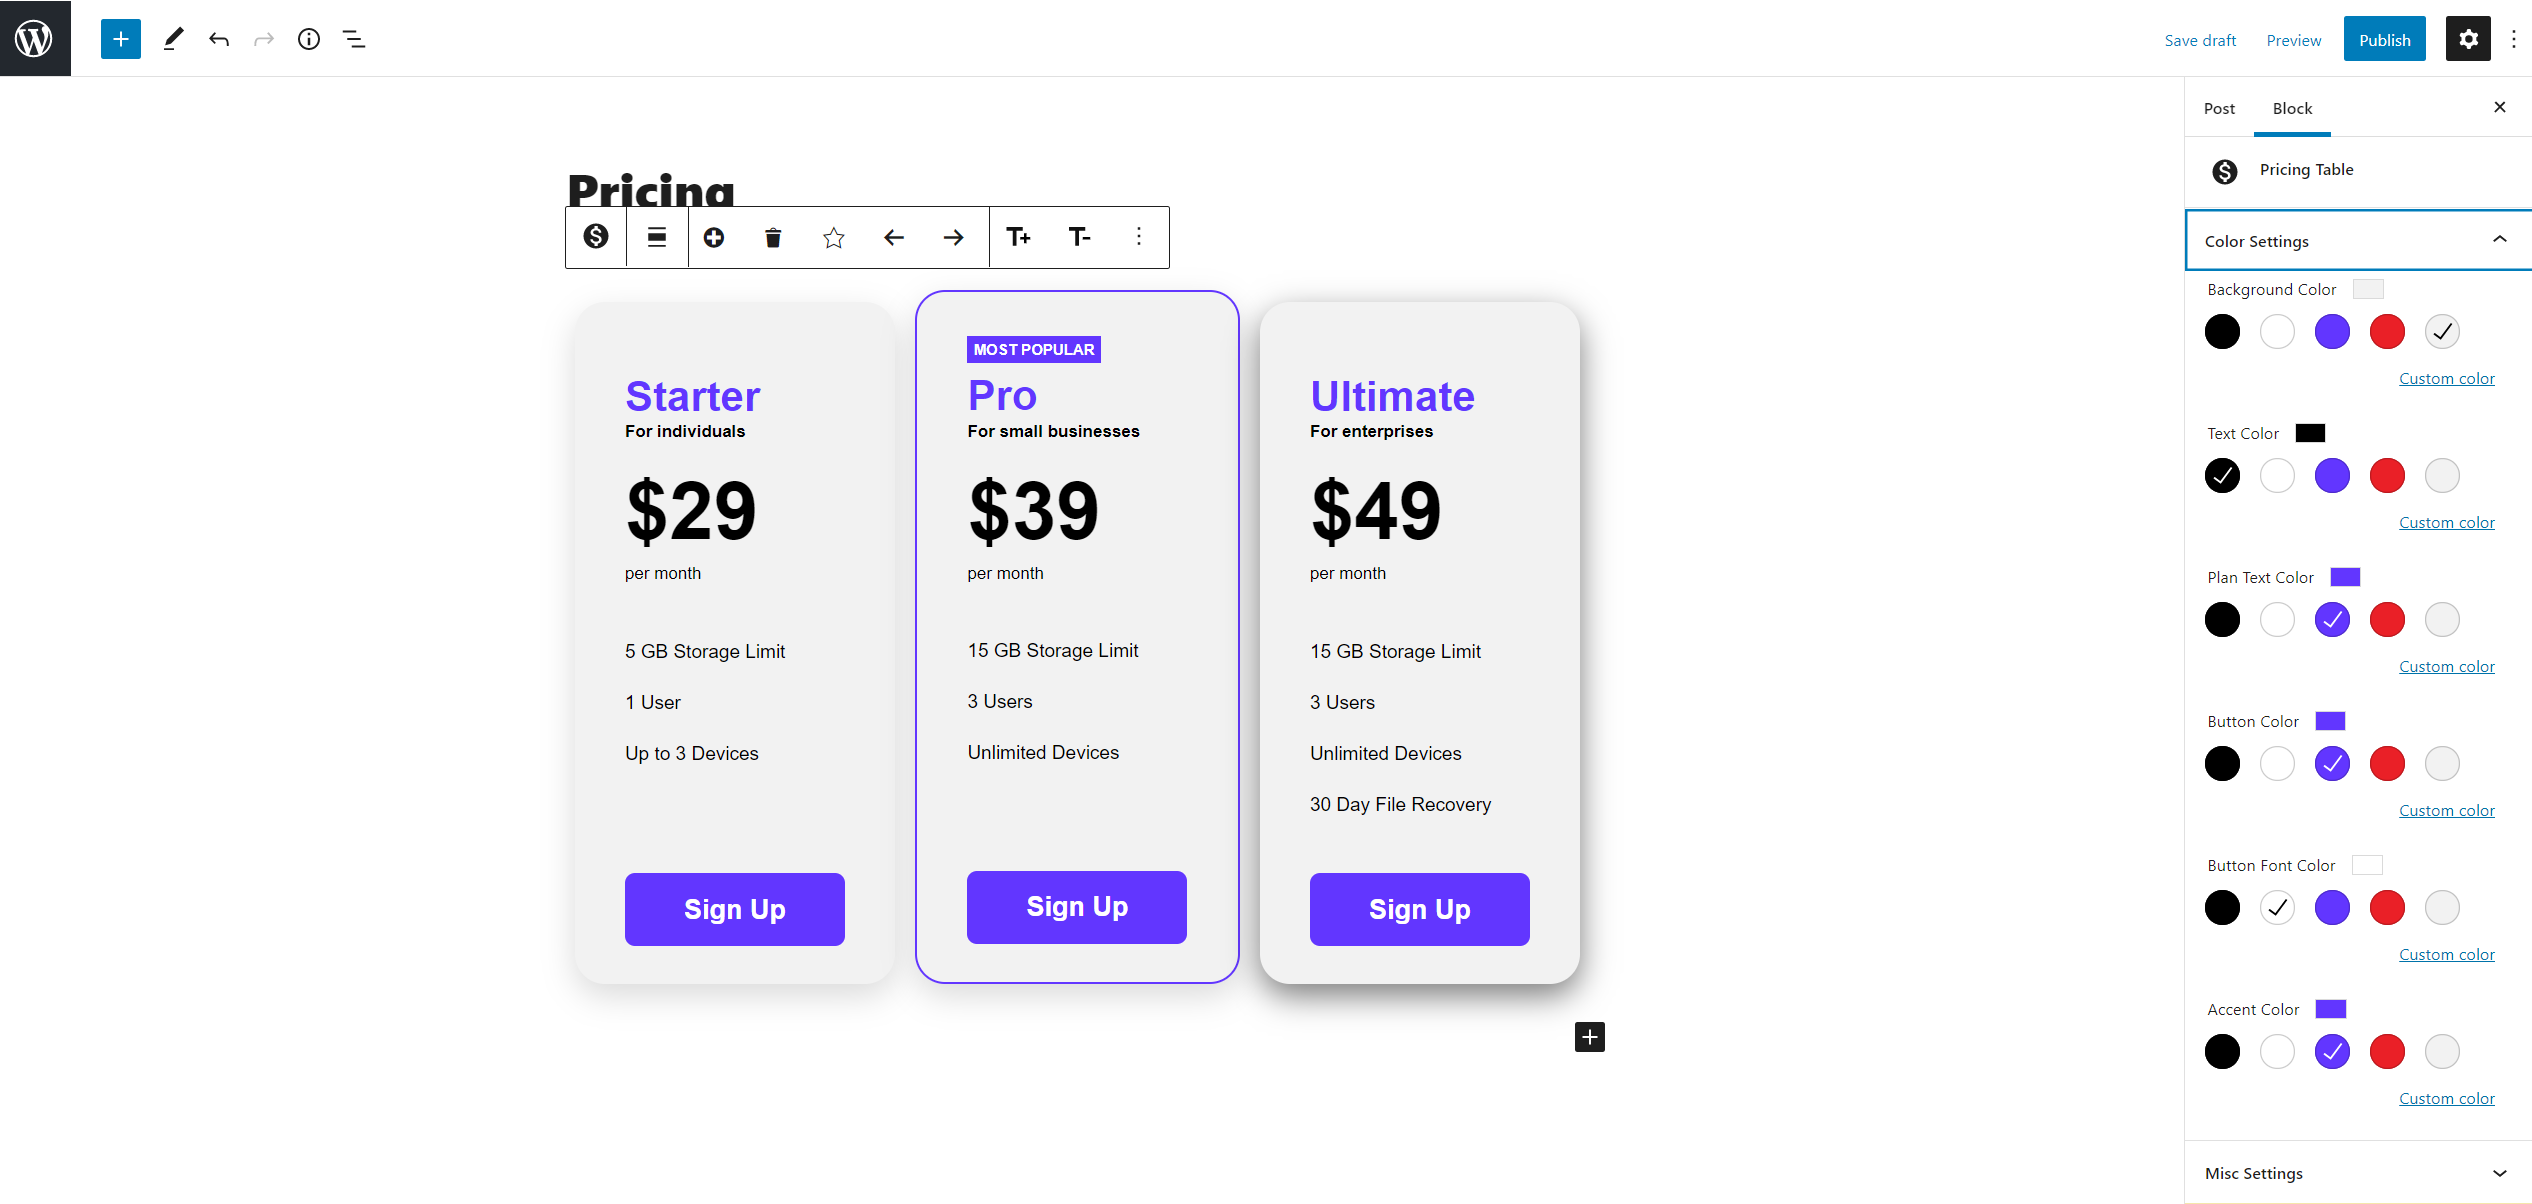 Save draft
Preview
Publish
Post
Block
Pricing
Pricing Table
Color Settings
Background Color
Custom color
Text Color
Custom color
Plan Text Color
Custom color
Button Color
Custom color
Button Font Color
Custom color
Accent Color
Custom color
Misc Settings
T+
T-
Starter
For individuals
$29
per month
5 GB Storage Limit
1 User
Up to 3 Devices
Sign Up
MOST POPULAR
Pro
For small businesses
$39
per month
15 GB Storage Limit
3 Users
Unlimited Devices
Sign Up
Ultimate
For enterprises
$49
per month
15 GB Storage Limit
3 Users
Unlimited Devices
30 Day File Recovery
Sign Up